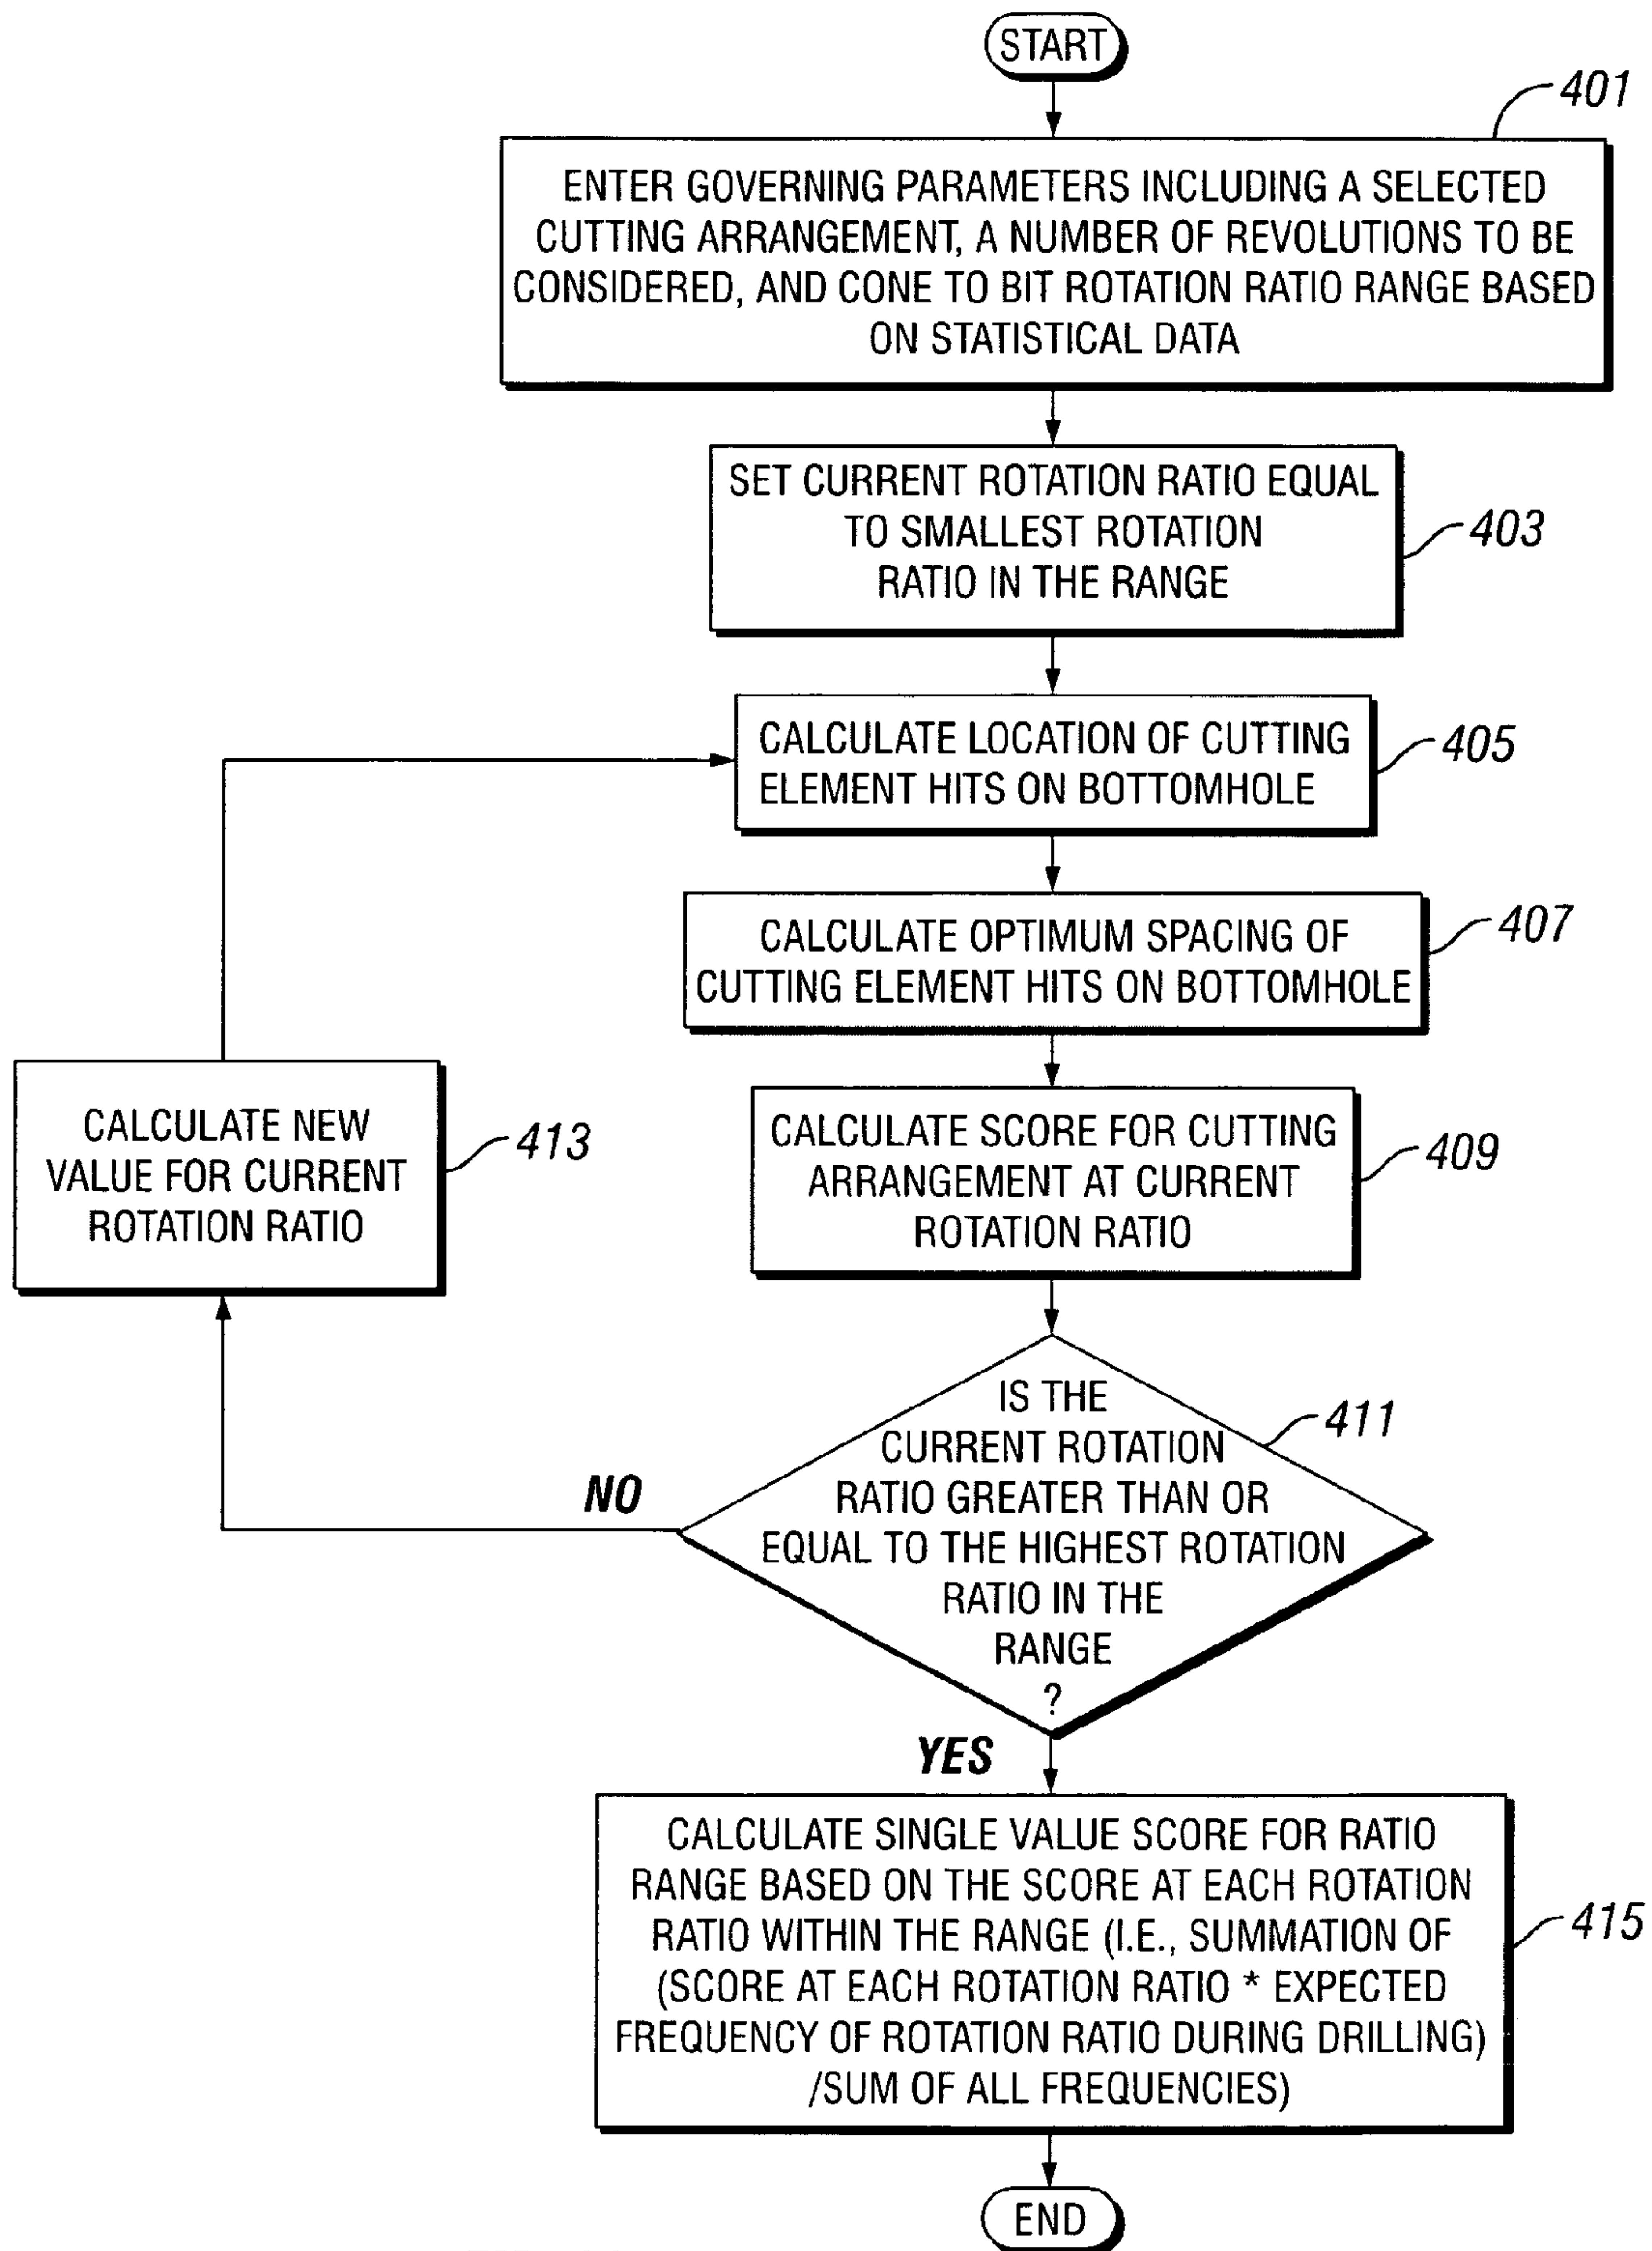 START
401
ENTER GOVERNING PARAMETERS INCLUDING A SELECTED
CUTTING ARRANGEMENT, A NUMBER OF REVOLUTIONS TO BE
CONSIDERED, AND CONE TO BIT ROTATION RATIO RANGE BASED
ON STATISTICAL DATA
SET CURRENT ROTATION RATIO EQUAL
TO SMALLEST ROTATION
RATIO IN THE RANGE
403
CALCULATE LOCATION OF CUTTING
ELEMENT HITS ON BOTTOMHOLE
405
CALCULATE OPTIMUM SPACING OF
CUTTING ELEMENT HITS ON BOTTOMHOLE
407
CALCULATE NEW
VALUE FOR CURRENT
ROTATION RATIO
413
CALCULATE SCORE FOR CUTTING
ARRANGEMENT AT CURRENT
ROTATION RATIO
409
IS THE
CURRENT ROTATION
RATIO GREATER THAN OR
EQUAL TO THE HIGHEST ROTATION
RATIO IN THE
RANGE
?
411
NO
YES
CALCULATE SINGLE VALUE SCORE FOR RATIO
RANGE BASED ON THE SCORE AT EACH ROTATION
RATIO WITHIN THE RANGE (I.E., SUMMATION OF
(SCORE AT EACH ROTATION RATIO * EXPECTED
FREQUENCY OF ROTATION RATIO DURING DRILLING)
/SUM OF ALL FREQUENCIES)
415
END